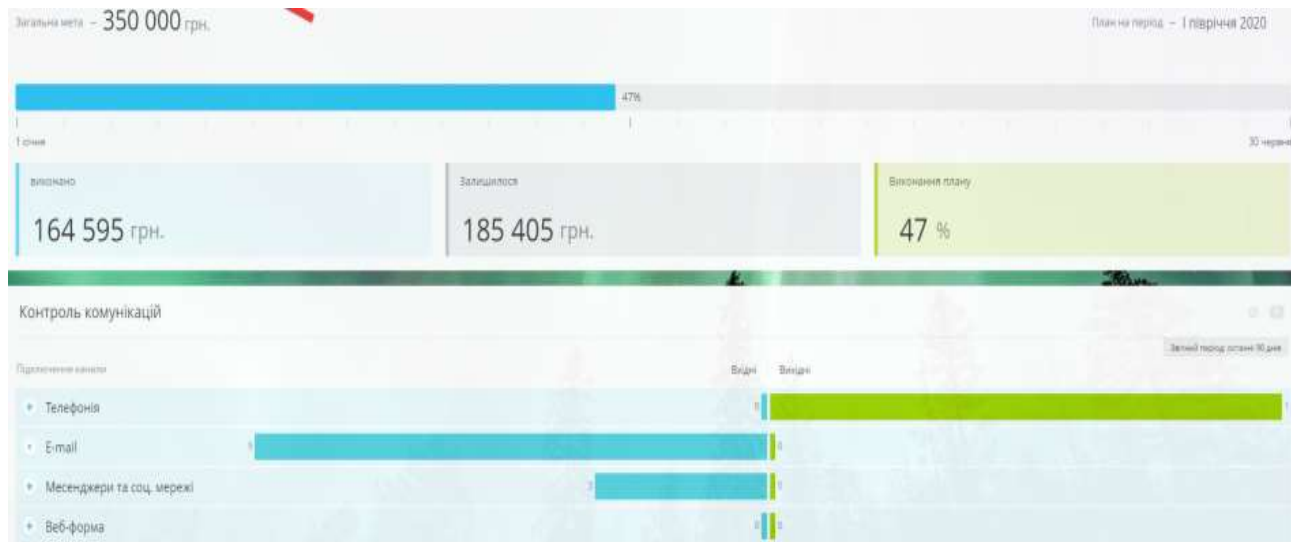 Загальна мета – 350 000 грн.
План на період – І півріччя 2020
47%
1 січня
30 червня
виконано
Залишилося
Виконання плану
164 595 грн.
185 405 грн.
47 %
Контроль комунікацій
Звітний період: останні 90 днів
Підключення канали
Вхідні Вихідні
Телефонія
E-mail
Месенджери та соц. мережі
Веб-форма